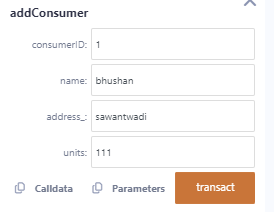 addConsumer
consumerID: 1
name: bhushan
address_: sawantwadi
units: 111
Calldata Parameters transact